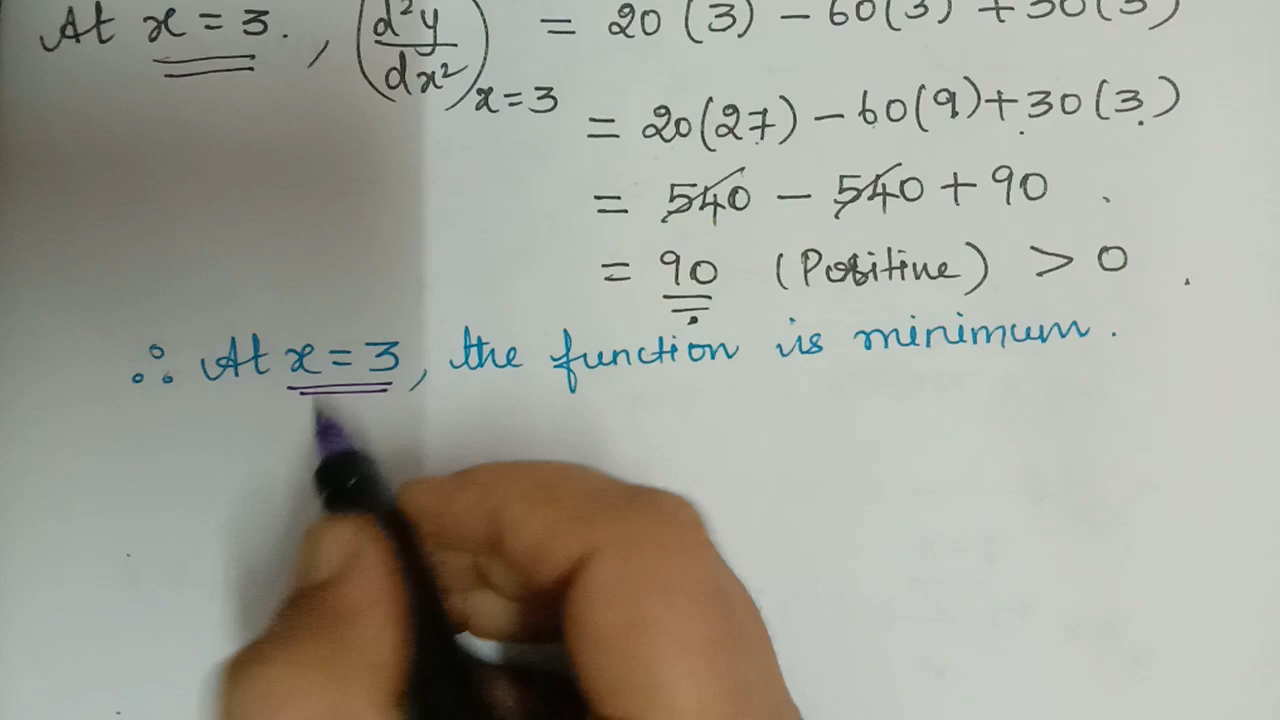 At x = 3. , (d²y/dx²)x=3 = 20 (3) - 60(3) + 30(3)
= 20(27) - 60(9) + 30(3)
= 540 - 540 + 90
= 90 (Positive) > 0
∴ At x = 3, the function is minimum.